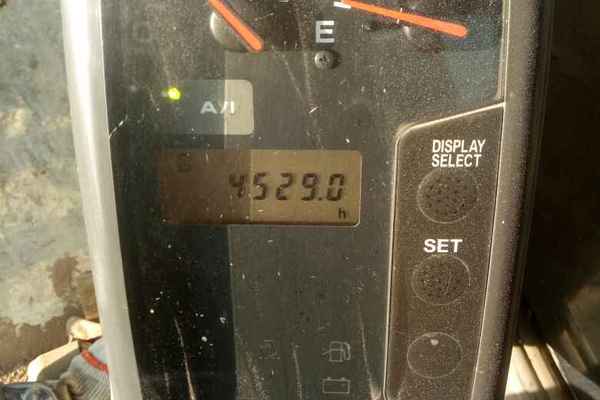 E
A/I
4529.0
h
DISPLAY
SELECT
SET